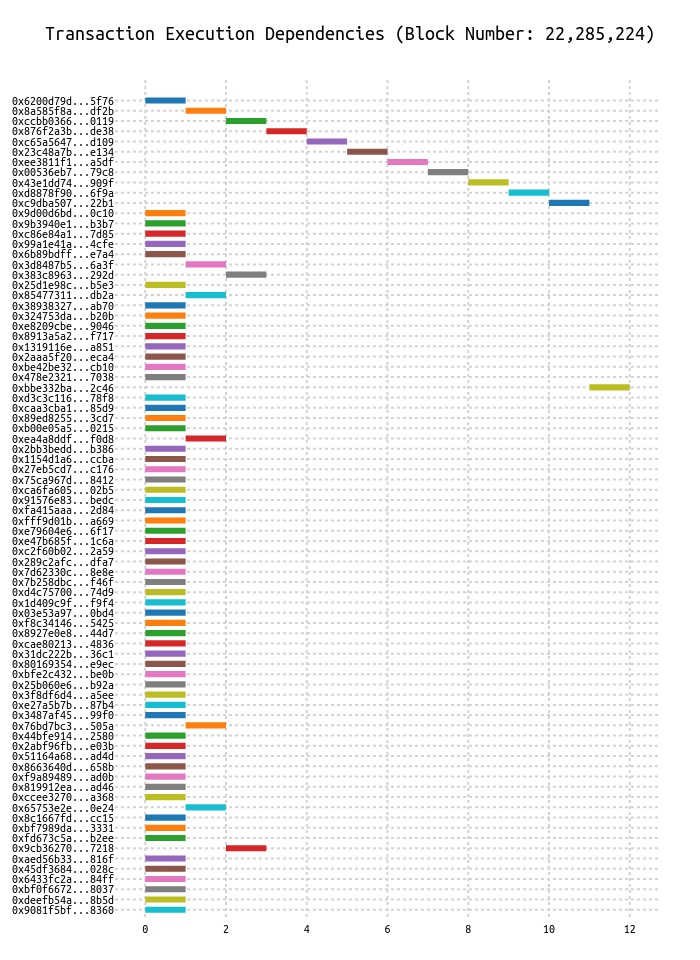 Transaction Execution Dependencies (Block Number: 22,285,224)
0x6200d79d...5f76
0x8a585f8a...df2b
0xccbb0366...0119
0x876f2a3b...de38
0xc65a5647...d109
0x23c48a7b...e134
0xee3811f1...a5df
0x00536eb7...79c8
0x43e1dd74...909f
0xd8878f90...6f9a
0xc9dba507...22b1
0x9d00d6bd...0c10
0x9b3940e1...b3b7
0xc86e84a1...7d85
0x99a1e41a...4cfe
0x6b89bdff...e7a4
0x3d8487b5...6a3f
0x383c8963...292d
0x25d1e98c...b5e3
0x85477311...db2a
0x38938327...ab70
0x324753da...b20b
0xe8209cbe...9046
0x8913a5a2...f717
0x1319116e...a851
0x2aaa5f20...eca4
0xbe42be32...cb10
0x478e2321...7038
0xbbe332ba...2c46
0xd3c3c116...78f8
0xcaa3cba1...85d9
0x89ed8255...3cd7
0xb00e05a5...0215
0xea4a8ddf...f0d8
0x2bb3bedd...b386
0x1154d1a6...ccba
0x27eb5cd7...c176
0x75ca967d...8412
0xca6fa605...02b5
0x91576e83...bedc
0xfa415aaa...2d84
0xfff9d01b...a669
0xe79604e6...6f17
0xe47b685f...1c6a
0xc2f60b02...2a59
0x289c2afc...dfa7
0x7d62330c...8e8e
0x7b258dbc...f46f
0xd4c75700...74d9
0x1d409c9f...f9f4
0x03e53a97...0bd4
0xf8c34146...5425
0x8927e0e8...44d7
0xcae80213...4836
0x31dc222b...36c1
0x80169354...e9ec
0xbfe2c432...be0b
0x25b060e6...b92a
0x3f8df6d4...a5ee
0xe27a5b7b...87b4
0x3487af45...99f0
0x76bd7bc3...505a
0x44bfe914...2580
0x2abf96fb...e03b
0x51164a68...ad4d
0x8663640d...658b
0xf9a89489...ad0b
0x819912ea...ad46
0xccee3270...a368
0x65753e2e...0e24
0x8c1667fd...cc15
0xbf7989da...3331
0xfd673c5a...b2ee
0x9cb36270...7218
0xaed56b33...816f
0x45df3684...028c
0x6433fc2a...84ff
0xbf0f6672...8037
0xdeefb54a...8b5d
0x9081f5bf...8360
0 2 4 6 8 10 12